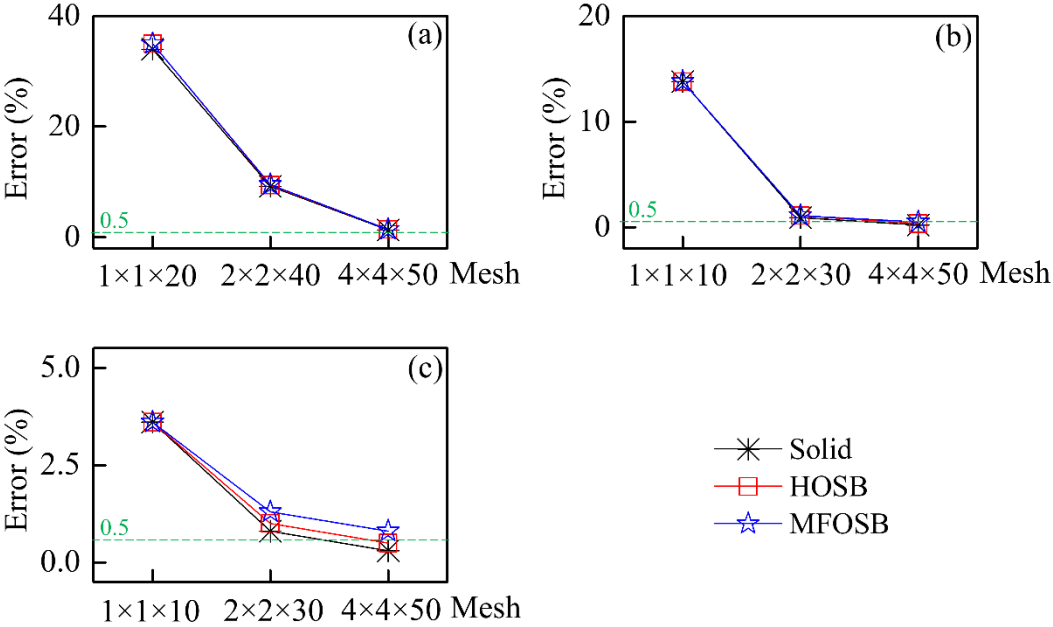 40
(a)
20
0
Error (%)
0.5
1×1×20 2×2×40 4×4×50 Mesh
20
(b)
10
0
Error (%)
0.5
1×1×10 2×2×30 4×4×50 Mesh
5.0
(c)
2.5
0.0
Error (%)
0.5
1×1×10 2×2×30 4×4×50 Mesh
Solid
HOSB
MFOSB